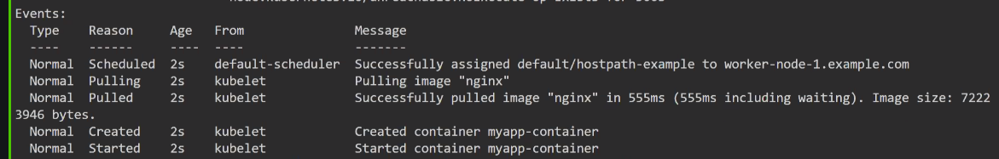 Events:
  Type    Reason     Age   From               Message
  ----    ------     ----  ----               -------
  Normal  Scheduled  2s    default-scheduler  Successfully assigned default/hostpath-example to worker-node-1.example.com
  Normal  Pulling    2s    kubelet            Pulling image "nginx"
  Normal  Pulled     2s    kubelet            Successfully pulled image "nginx" in 555ms (555ms including waiting). Image size: 7222
3946 bytes.
  Normal  Created    2s    kubelet            Created container myapp-container
  Normal  Started    2s    kubelet            Started container myapp-container